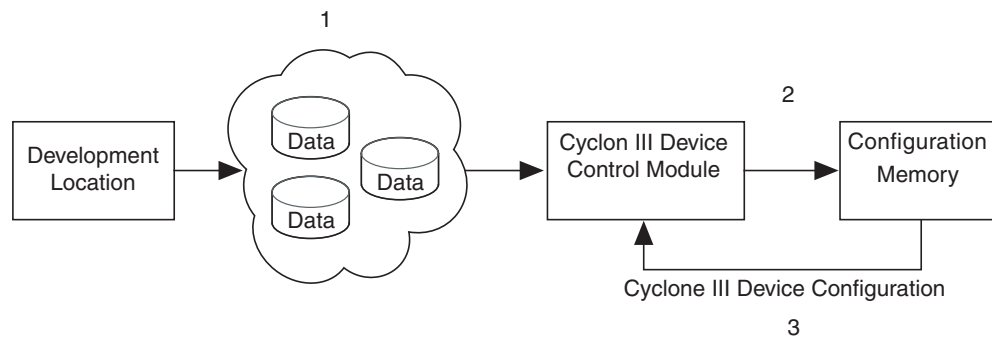 1
2
Development
Location
Data
Data
Data
Cyclon III Device
Control Module
Configuration
Memory
Cyclone III Device Configuration
3